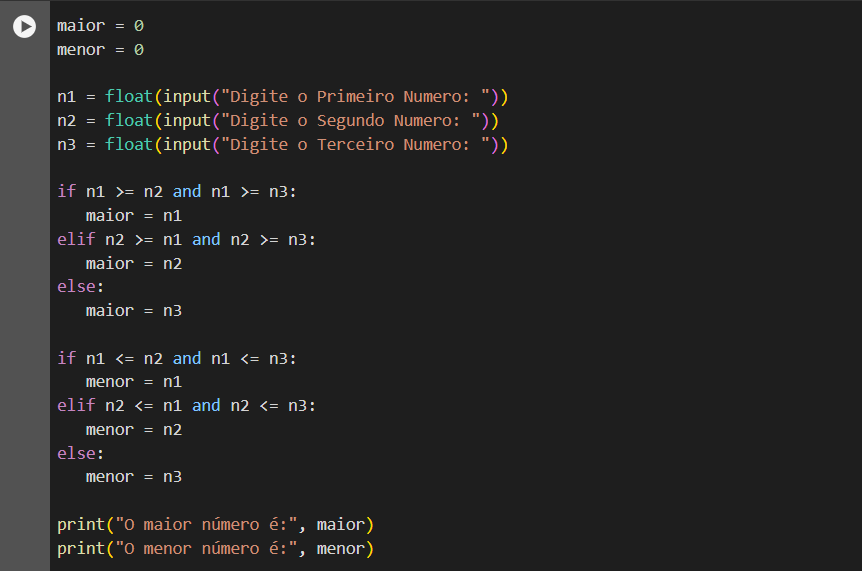 maior = 0
menor = 0
n1 = float(input("Digite o Primeiro Numero: "))
n2 = float(input("Digite o Segundo Numero: "))
n3 = float(input("Digite o Terceiro Numero: "))
if n1 >= n2 and n1 >= n3:
   maior = n1
elif n2 >= n1 and n2 >= n3:
   maior = n2
else:
   maior = n3
if n1 <= n2 and n1 <= n3:
   menor = n1
elif n2 <= n1 and n2 <= n3:
   menor = n2
else:
   menor = n3
print("O maior número é:", maior)
print("O menor número é:", menor)